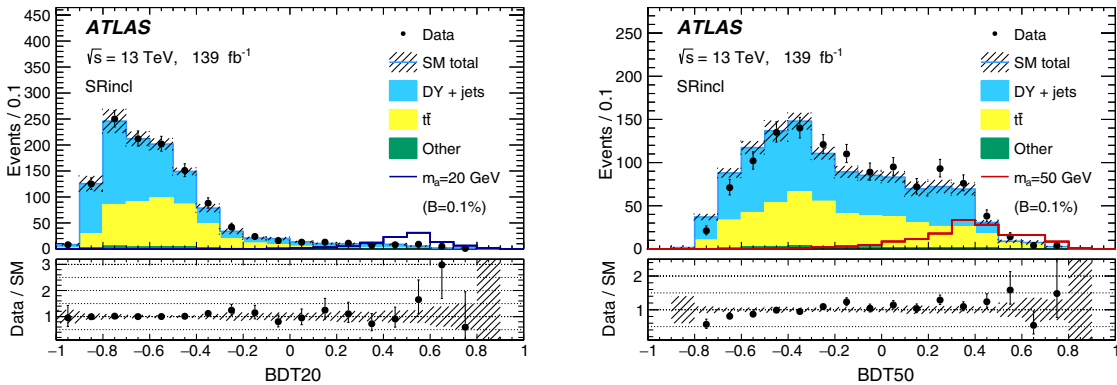 ATLAS
√s = 13 TeV, 139 fb⁻¹
SRincl
Data
SM total
DY + jets
tt̄
Other
mₐ=20 GeV
(B=0.1%)
Events / 0.1
450
400
350
300
250
200
150
100
50
0
Data / SM
3
2
1
−1 −0.8 −0.6 −0.4 −0.2 0 0.2 0.4 0.6 0.8 1
BDT20
ATLAS
√s = 13 TeV, 139 fb⁻¹
SRincl
Data
SM total
DY + jets
tt̄
Other
mₐ=50 GeV
(B=0.1%)
Events / 0.1
250
200
150
100
50
0
Data / SM
2
1
−1 −0.8 −0.6 −0.4 −0.2 0 0.2 0.4 0.6 0.8 1
BDT50